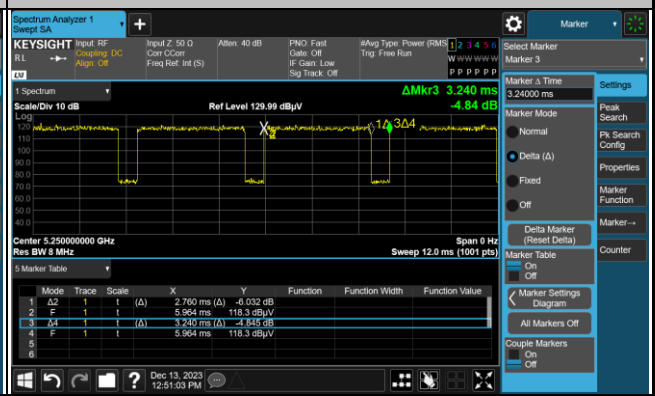 Spectrum Analyzer 1
Swept SA
Marker
KEYSIGHT
Input: RF
Input Z: 50 Ω
Atten: 40 dB
PNO: Fast
#Avg Type: Power (RMS
1 2 3 4 5 6
Select Marker
R L
Coupling: DC
Corr CCorr
Gate: Off
Trig: Free Run
W W W W W W
Marker 3
Align: Off
Freq Ref: Int (S)
IF Gain: Low
Sig Track: Off
P P P P P P
LXI
Marker Δ Time
3.24000 ms
Settings
1 Spectrum
ΔMkr3 3.240 ms
Scale/Div 10 dB
Ref Level 129.99 dBµV
-4.84 dB
Log
Marker Mode
Peak
Search
120
110
100
90.0
80.0
70.0
60.0
50.0
40.0
1Δ 3Δ4
Normal
Pk Search
Config
Delta (Δ)
Properties
Fixed
Marker
Function
Off
Marker→
Center 5.250000000 GHz
Span 0 Hz
Res BW 8 MHz
Sweep 12.0 ms (1001 pts)
Delta Marker
(Reset Delta)
Counter
5 Marker Table
Marker Table
On
Off
Mode Trace Scale X Y Function Function Width Function Value
1 Δ2 1 t (Δ) 2.760 ms (Δ) -6.032 dB
2 F 1 t 5.964 ms 118.3 dBµV
3 Δ4 1 t (Δ) 3.240 ms (Δ) -4.845 dB
4 F 1 t 5.964 ms 118.3 dBµV
5
6
Marker Settings
Diagram
All Markers Off
Couple Markers
On
Off
?
Dec 13, 2023
12:51:03 PM